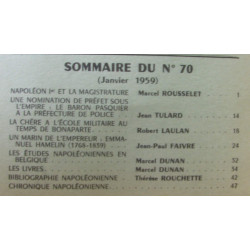 SOMMAIRE DU N° 70
(Janvier 1959)
NAPOLÉON Iᵉʳ ET LA MAGISTRATURE Marcel ROUSSELET 1
UNE NOMINATION DE PRÉFET SOUS
L'EMPIRE : LE BARON PASQUIER
A LA PRÉFECTURE DE POLICE Jean TULARD 14
LA CHÈRE A L'ÉCOLE MILITAIRE AU
TEMPS DE BONAPARTE Robert LAULAN 18
UN MARIN DE L'EMPEREUR : EMMA-
NUEL HAMELIN (1768-1839) Jean-Paul FAIVRE 24
LES ÉTUDES NAPOLÉONIENNES EN
BELGIQUE Marcel DUNAN 32
LES LIVRES Marcel DUNAN 34
BIBLIOGRAPHIE NAPOLÉONIENNE Thérèse ROUCHETTE 42
CHRONIQUE NAPOLÉONIENNE 47